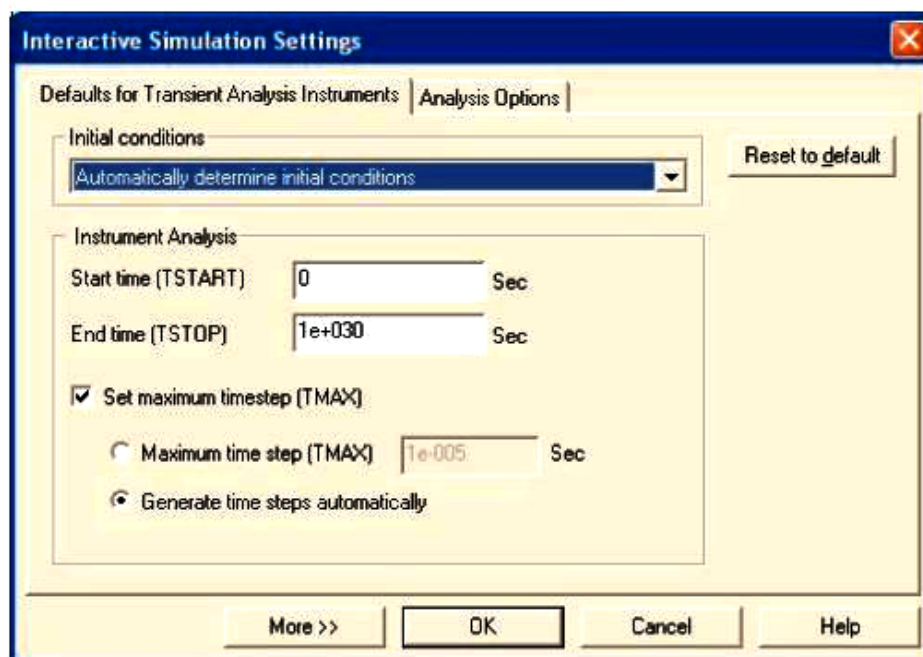 Interactive Simulation Settings
Defaults for Transient Analysis Instruments Analysis Options
Initial conditions
Automatically determine initial conditions
Reset to default
Instrument Analysis
Start time (TSTART) 0 Sec
End time (TSTOP) 1e+030 Sec
Set maximum timestep (TMAX)
Maximum time step (TMAX) 1e-005 Sec
Generate time steps automatically
More >> OK Cancel Help